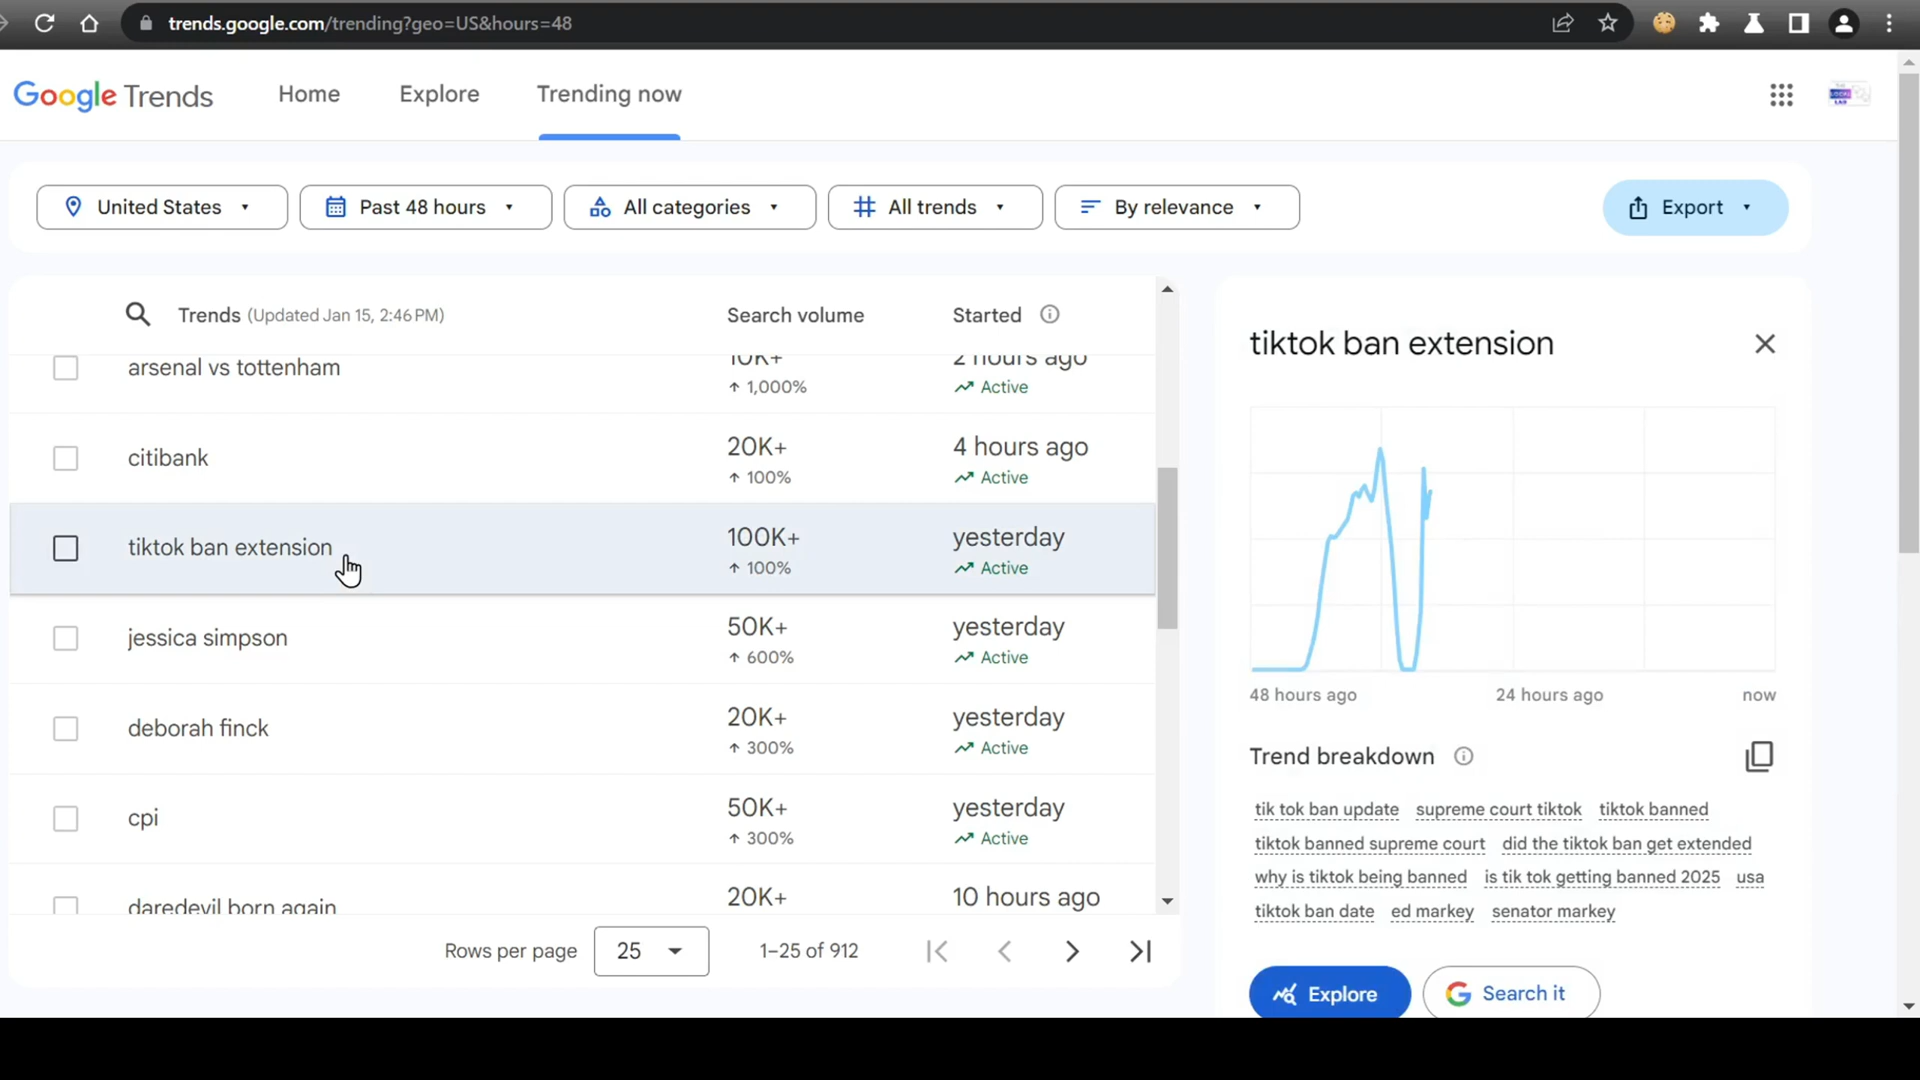 trends.google.com/trending?geo=US&hours=48
Google Trends Home Explore Trending now
United States Past 48 hours All categories All trends By relevance Export
Trends (Updated Jan 15, 2:46 PM) Search volume Started
arsenal vs tottenham 10K+ 2 hours ago
↑ 1,000% Active
citibank 20K+ 4 hours ago
↑ 100% Active
tiktok ban extension 100K+ yesterday
↑ 100% Active
jessica simpson 50K+ yesterday
↑ 600% Active
deborah finck 20K+ yesterday
↑ 300% Active
cpi 50K+ yesterday
↑ 300% Active
daredevil born again 20K+ 10 hours ago
Rows per page 25 1–25 of 912
tiktok ban extension
48 hours ago 24 hours ago now
Trend breakdown
tik tok ban update supreme court tiktok tiktok banned
tiktok banned supreme court did the tiktok ban get extended
why is tiktok being banned is tik tok getting banned 2025 usa
tiktok ban date ed markey senator markey
Explore Search it